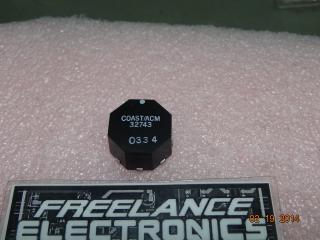 COAST/ACM
32743
0334
FREELANCE
ELECTRONICS
03 19 2014